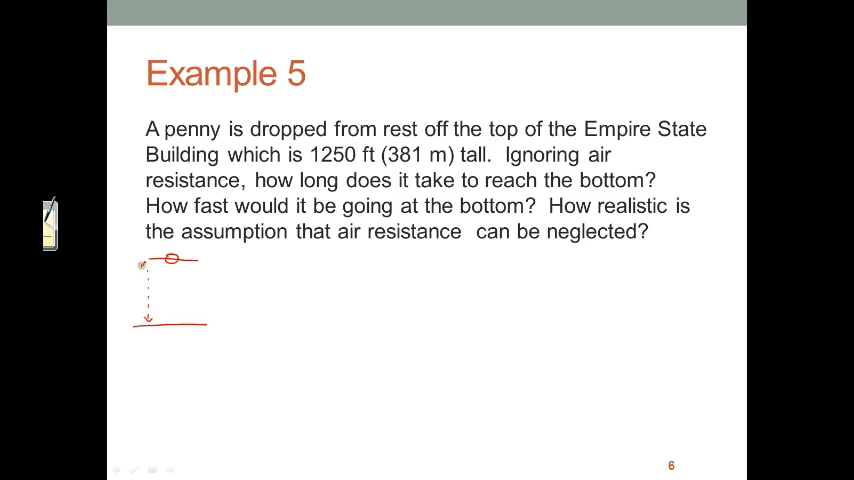 Example 5
A penny is dropped from rest off the top of the Empire State
Building which is 1250 ft (381 m) tall.  Ignoring air
resistance, how long does it take to reach the bottom?
How fast would it be going at the bottom?  How realistic is
the assumption that air resistance  can be neglected?
6